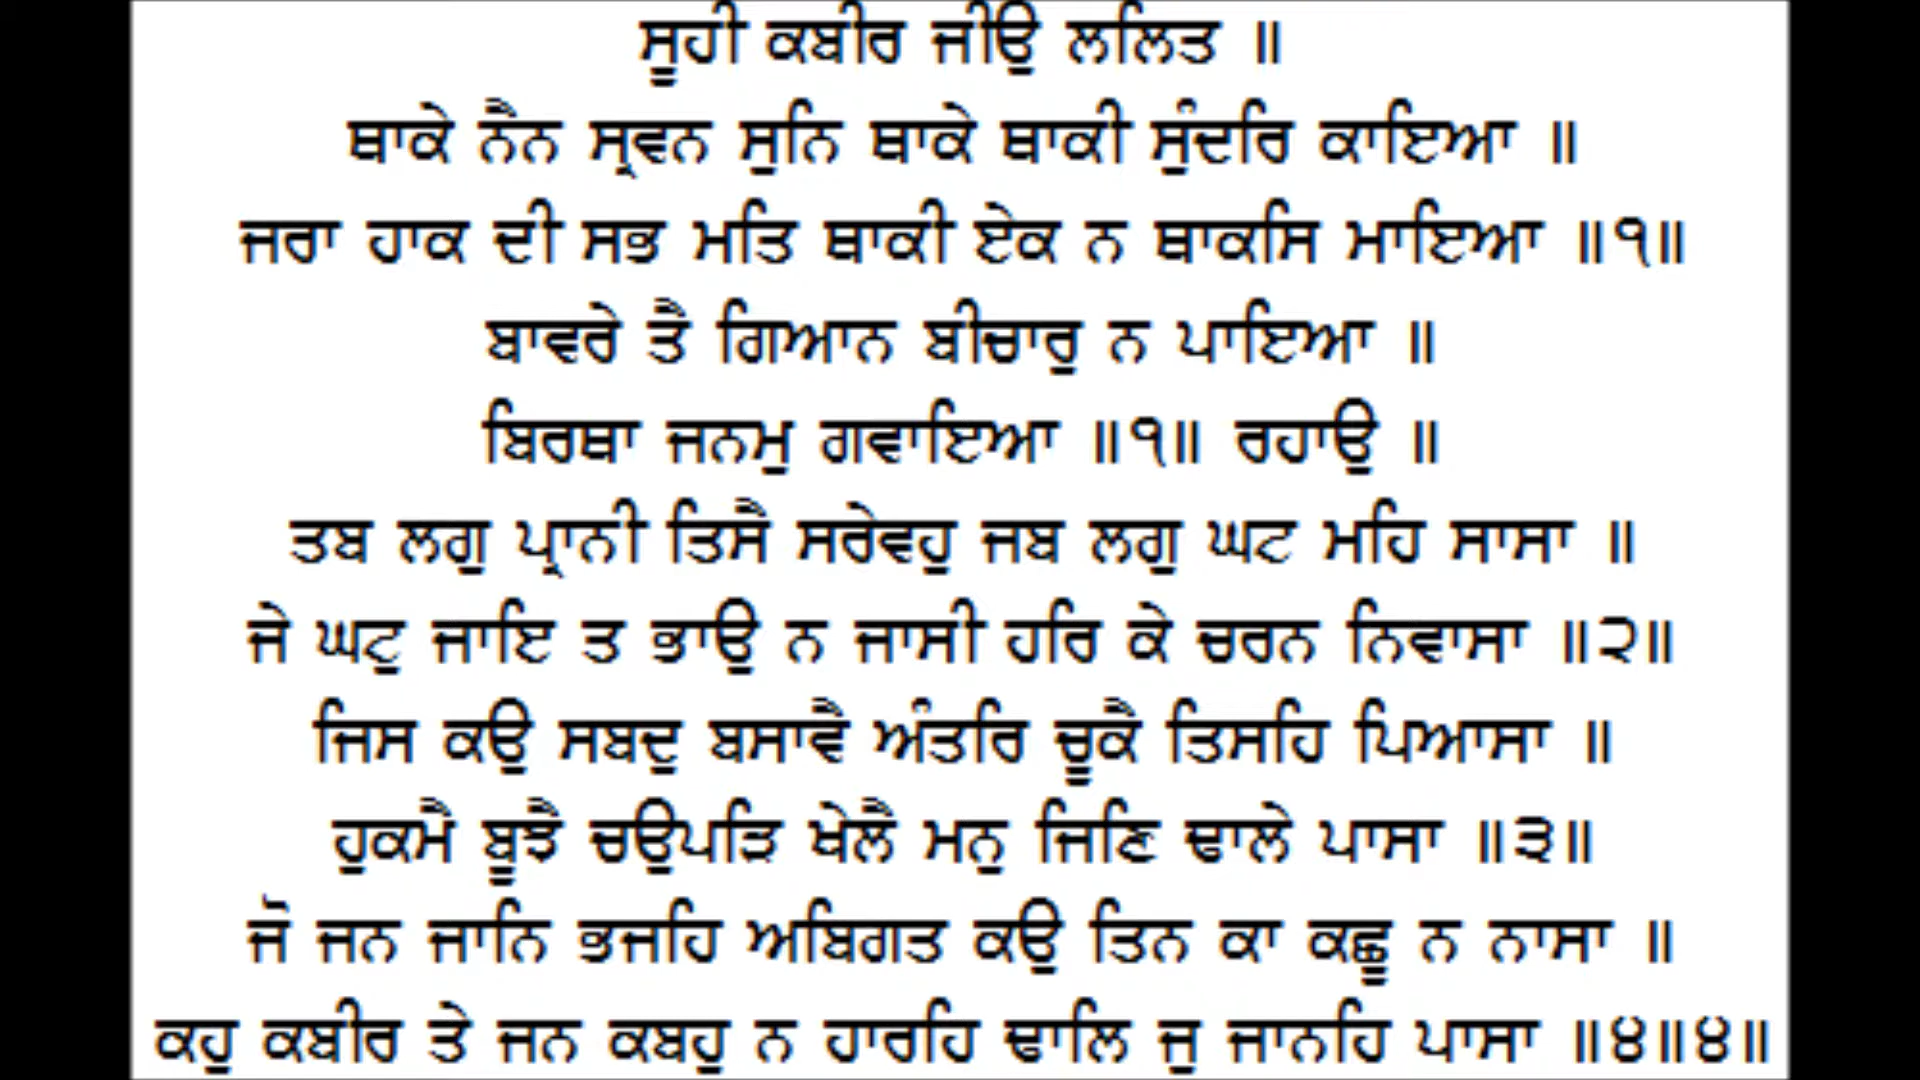 ਸੂਹੀ ਕਬੀਰ ਜੀਉ ਲਲਿਤ ॥
ਥਾਕੇ ਨੈਨ ਸ੍ਰਵਨ ਸੁਨਿ ਥਾਕੇ ਥਾਕੀ ਸੁੰਦਰਿ ਕਾਇਆ ॥
ਜਰਾ ਹਾਕ ਦੀ ਸਭ ਮਤਿ ਥਾਕੀ ਏਕ ਨ ਥਾਕਸਿ ਮਾਇਆ ॥੧॥
ਬਾਵਰੇ ਤੈ ਗਿਆਨ ਬੀਚਾਰੁ ਨ ਪਾਇਆ ॥
ਬਿਰਥਾ ਜਨਮੁ ਗਵਾਇਆ ॥੧॥ ਰਹਾਉ ॥
ਤਬ ਲਗੁ ਪ੍ਰਾਨੀ ਤਿਸੈ ਸਰੇਵਹੁ ਜਬ ਲਗੁ ਘਟ ਮਹਿ ਸਾਸਾ ॥
ਜੇ ਘਟੁ ਜਾਇ ਤ ਭਾਉ ਨ ਜਾਸੀ ਹਰਿ ਕੇ ਚਰਨ ਨਿਵਾਸਾ ॥੨॥
ਜਿਸ ਕਉ ਸਬਦੁ ਬਸਾਵੈ ਅੰਤਰਿ ਚੂਕੈ ਤਿਸਹਿ ਪਿਆਸਾ ॥
ਹੁਕਮੈ ਬੂਝੈ ਚਉਪੜਿ ਖੇਲੈ ਮਨੁ ਜਿਣਿ ਢਾਲੇ ਪਾਸਾ ॥੩॥
ਜੋ ਜਨ ਜਾਨਿ ਭਜਹਿ ਅਬਿਗਤ ਕਉ ਤਿਨ ਕਾ ਕਛੂ ਨ ਨਾਸਾ ॥
ਕਹੁ ਕਬੀਰ ਤੇ ਜਨ ਕਬਹੁ ਨ ਹਾਰਹਿ ਢਾਲਿ ਜੁ ਜਾਨਹਿ ਪਾਸਾ ॥੪॥੪॥